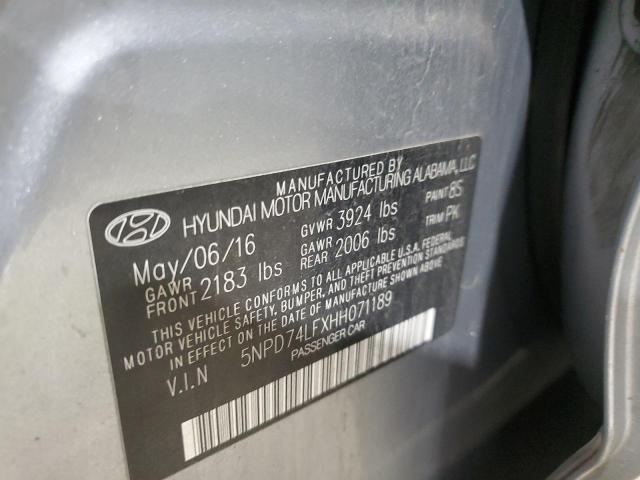 MANUFACTURED BY
HYUNDAI MOTOR MANUFACTURING ALABAMA, LLC
May/06/16 GVWR 3924 lbs PAINT 8S
GAWR FRONT 2183 lbs GAWR REAR 2006 lbs TRIM PK
THIS VEHICLE CONFORMS TO ALL APPLICABLE U.S.A. FEDERAL
MOTOR VEHICLE SAFETY, BUMPER, AND THEFT PREVENTION STANDARDS
IN EFFECT ON THE DATE OF MANUFACTURE SHOWN ABOVE
V.I.N 5NPD74LFXHH071189
PASSENGER CAR